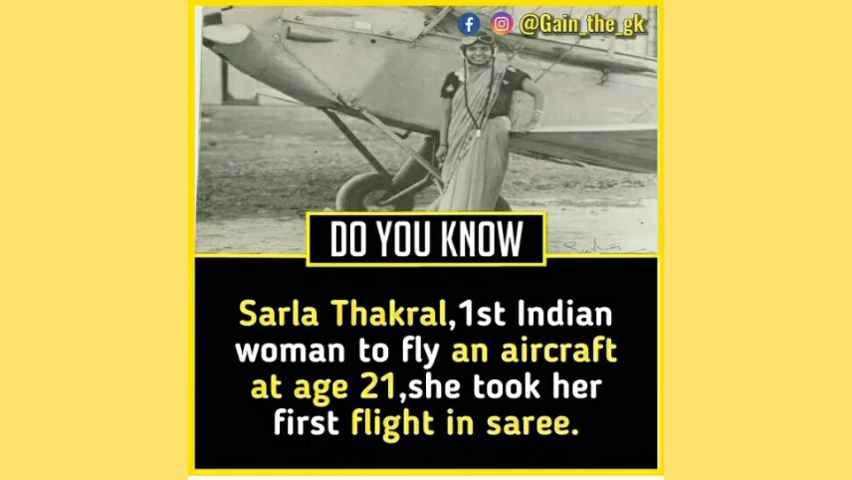 @Gain_the_gk
DO YOU KNOW
Sarla Thakral,1st Indian
woman to fly an aircraft
at age 21,she took her
first flight in saree.